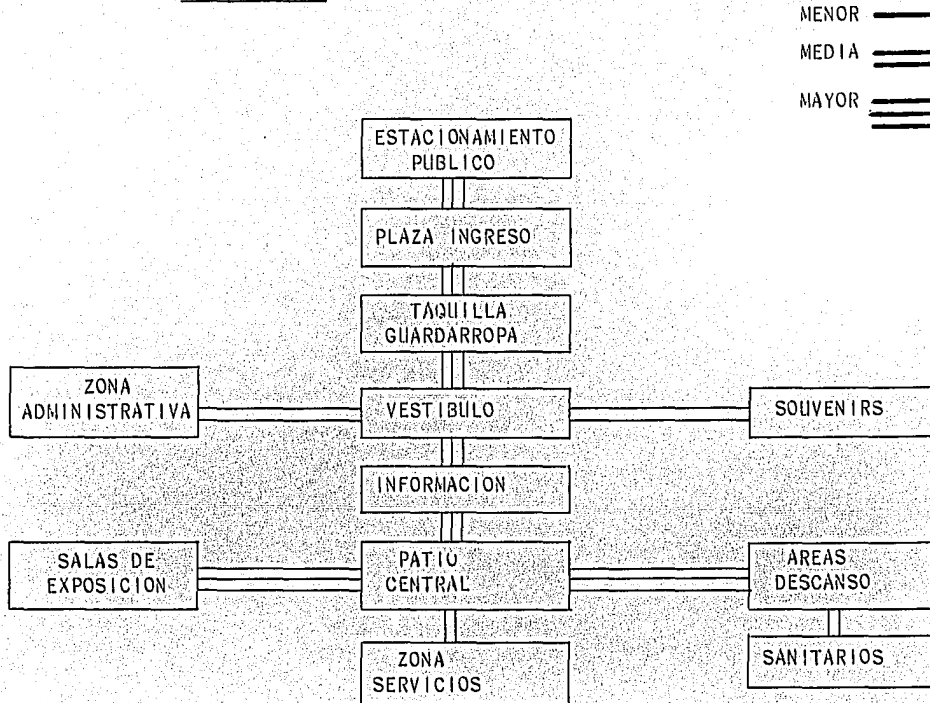 MENOR
MEDIA
MAYOR
ESTACIONAMIENTO
PUBLICO
PLAZA INGRESO
TAQUILLA
GUARDARROPA
ZONA
ADMINISTRATIVA
VESTIBULO
SOUVENIRS
INFORMACION
SALAS DE
EXPOSICION
PATIO
CENTRAL
AREAS
DESCANSO
ZONA
SERVICIOS
SANITARIOS